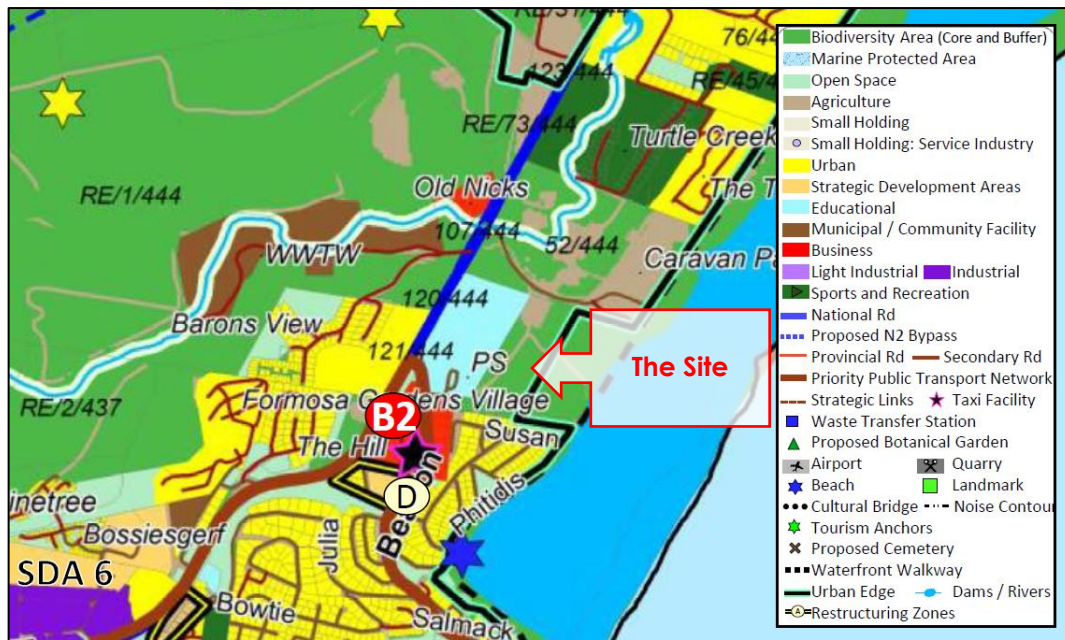 RE/31/444
76/44
123/444
RE/45/4
RE/73/444
Turtle Creek
RE/1/444
Old Nicks
The T
107/444
52/444
WWTW
Caravan Pa
120/444
Barons View
121/444
PS
The Site
RE/2/437
Formosa Gardens Village
B2
Susan
The Hill
inetree
D
Phitidis
Bossiesgerf
Julia
SDA 6
Bowtie
Salmack
Biodiversity Area (Core and Buffer)
Marine Protected Area
Open Space
Agriculture
Small Holding
Small Holding: Service Industry
Urban
Strategic Development Areas
Educational
Municipal / Community Facility
Business
Light Industrial Industrial
Sports and Recreation
National Rd
Proposed N2 Bypass
Provincial Rd Secondary Rd
Priority Public Transport Network
Strategic Links Taxi Facility
Waste Transfer Station
Proposed Botanical Garden
Airport Quarry
Beach Landmark
Cultural Bridge Noise Contou
Tourism Anchors
Proposed Cemetery
Waterfront Walkway
Urban Edge Dams / Rivers
A Restructuring Zones